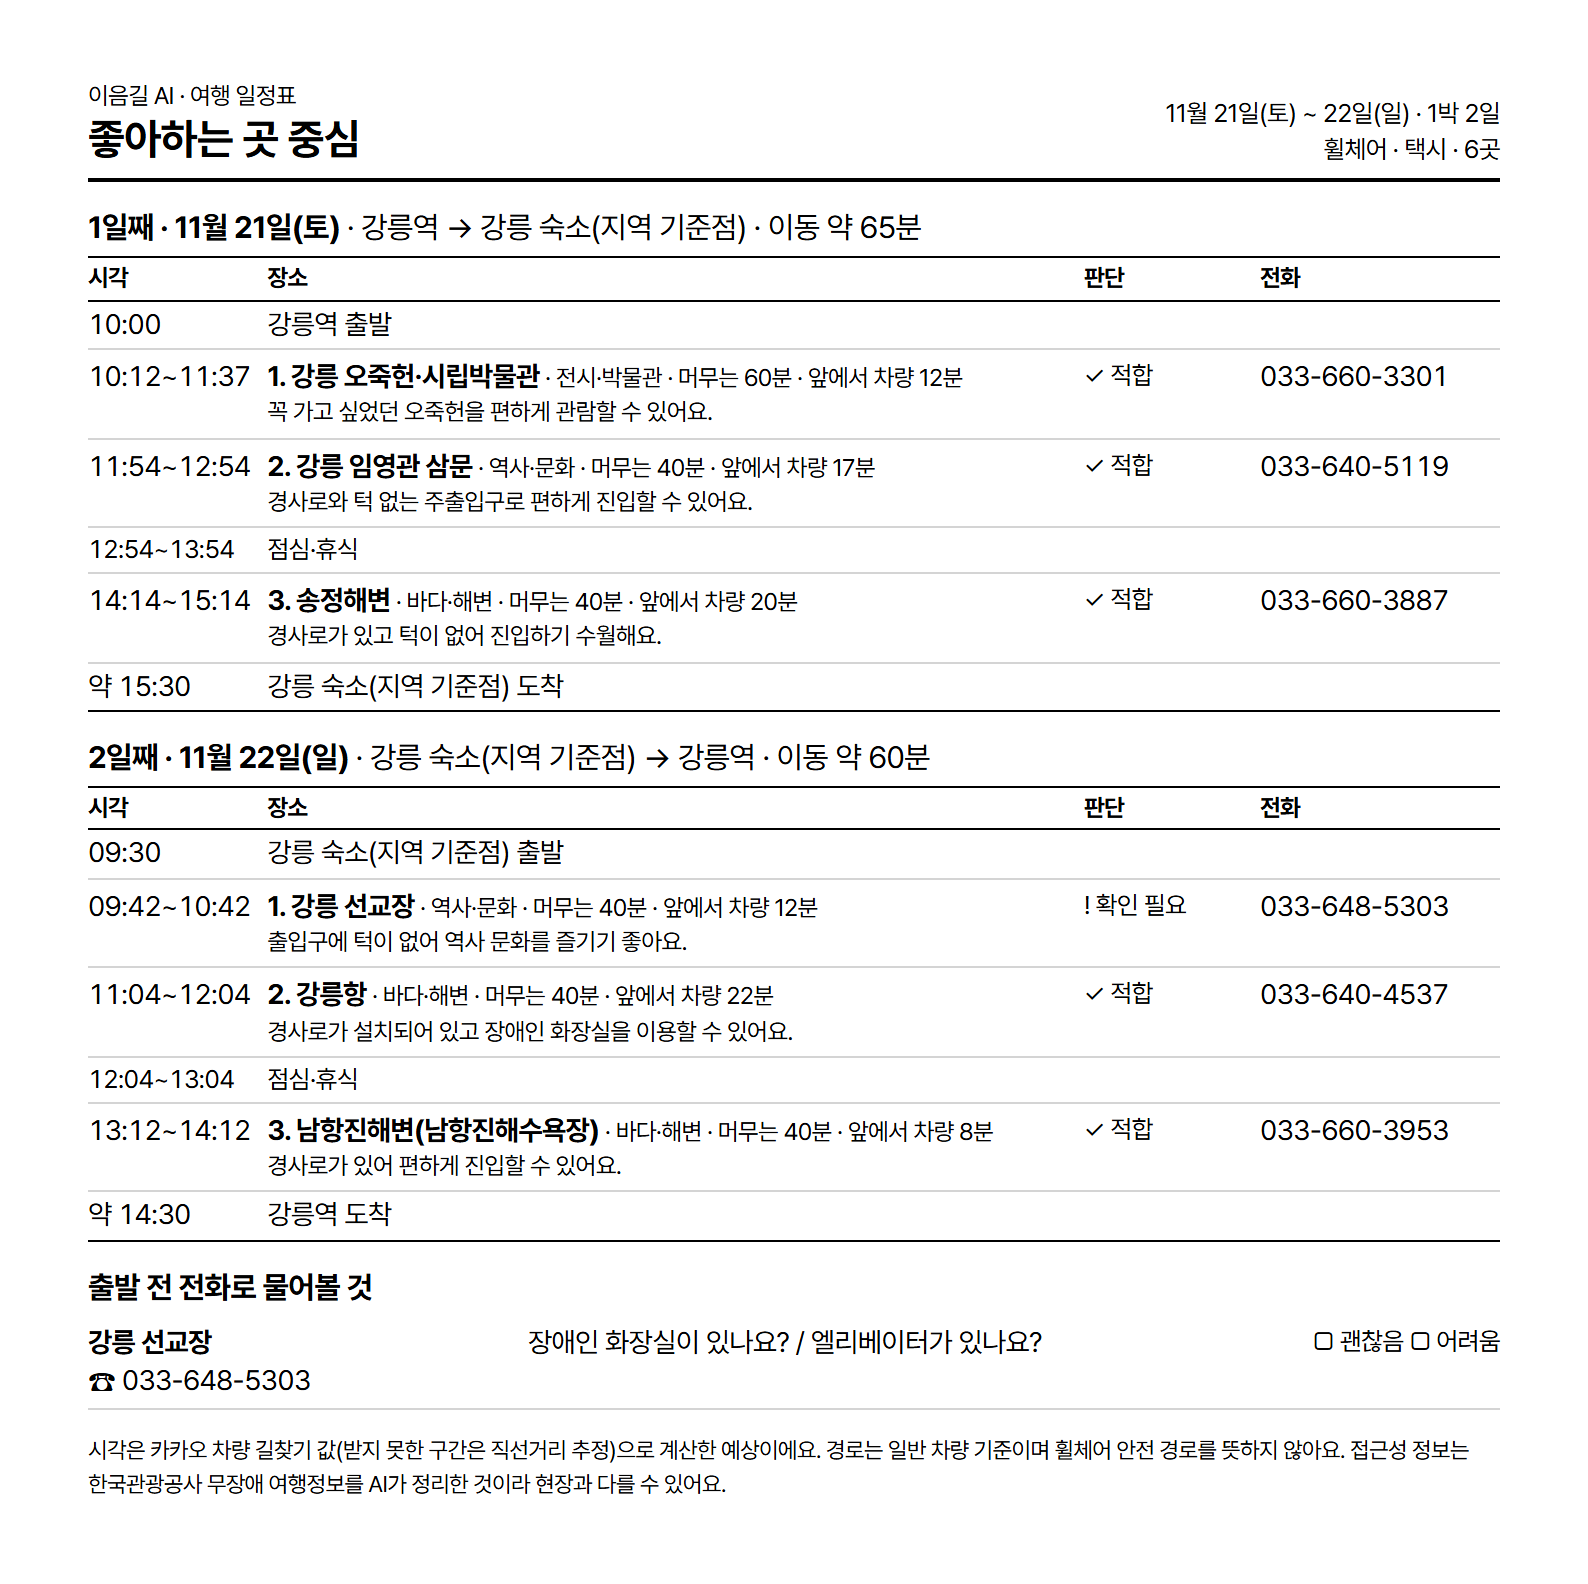 이음길 AI · 여행 일정표
좋아하는 곳 중심
11월 21일(토) ~ 22일(일) · 1박 2일
휠체어 · 택시 · 6곳
1일째 · 11월 21일(토) · 강릉역 → 강릉 숙소(지역 기준점) · 이동 약 65분
시각 장소 판단 전화
10:00 강릉역 출발
10:12~11:37 1. 강릉 오죽헌·시립박물관 · 전시·박물관 · 머무는 60분 · 앞에서 차량 12분 ✓ 적합 033-660-3301
꼭 가고 싶었던 오죽헌을 편하게 관람할 수 있어요.
11:54~12:54 2. 강릉 임영관 삼문 · 역사·문화 · 머무는 40분 · 앞에서 차량 17분 ✓ 적합 033-640-5119
경사로와 턱 없는 주출입구로 편하게 진입할 수 있어요.
12:54~13:54 점심·휴식
14:14~15:14 3. 송정해변 · 바다·해변 · 머무는 40분 · 앞에서 차량 20분 ✓ 적합 033-660-3887
경사로가 있고 턱이 없어 진입하기 수월해요.
약 15:30 강릉 숙소(지역 기준점) 도착
2일째 · 11월 22일(일) · 강릉 숙소(지역 기준점) → 강릉역 · 이동 약 60분
시각 장소 판단 전화
09:30 강릉 숙소(지역 기준점) 출발
09:42~10:42 1. 강릉 선교장 · 역사·문화 · 머무는 40분 · 앞에서 차량 12분 ! 확인 필요 033-648-5303
출입구에 턱이 없어 역사 문화를 즐기기 좋아요.
11:04~12:04 2. 강릉항 · 바다·해변 · 머무는 40분 · 앞에서 차량 22분 ✓ 적합 033-640-4537
경사로가 설치되어 있고 장애인 화장실을 이용할 수 있어요.
12:04~13:04 점심·휴식
13:12~14:12 3. 남항진해변(남항진해수욕장) · 바다·해변 · 머무는 40분 · 앞에서 차량 8분 ✓ 적합 033-660-3953
경사로가 있어 편하게 진입할 수 있어요.
약 14:30 강릉역 도착
출발 전 전화로 물어볼 것
강릉 선교장 장애인 화장실이 있나요? / 엘리베이터가 있나요? ▢ 괜찮음 ▢ 어려움
☎ 033-648-5303
시각은 카카오 차량 길찾기 값(받지 못한 구간은 직선거리 추정)으로 계산한 예상이에요. 경로는 일반 차량 기준이며 휠체어 안전 경로를 뜻하지 않아요. 접근성 정보는
한국관광공사 무장애 여행정보를 AI가 정리한 것이라 현장과 다를 수 있어요.